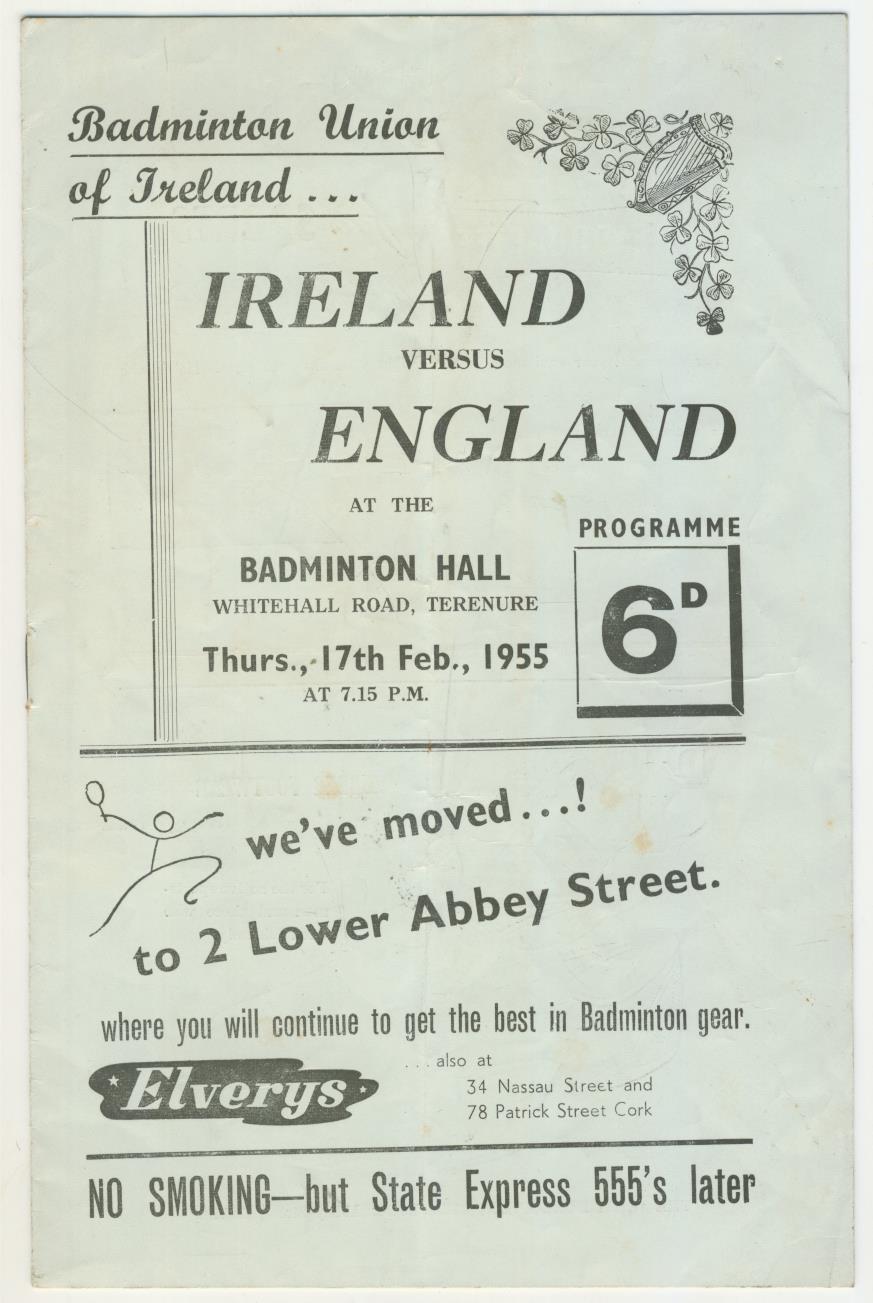 Badminton Union
of Ireland ...
IRELAND
VERSUS
ENGLAND
AT THE
BADMINTON HALL
WHITEHALL ROAD, TERENURE
Thurs., 17th Feb., 1955
AT 7.15 P.M.
PROGRAMME
6D
we've moved...!
to 2 Lower Abbey Street.
where you will continue to get the best in Badminton gear.
Elverys
...also at
34 Nassau Street and
78 Patrick Street Cork
NO SMOKING—but State Express 555's later